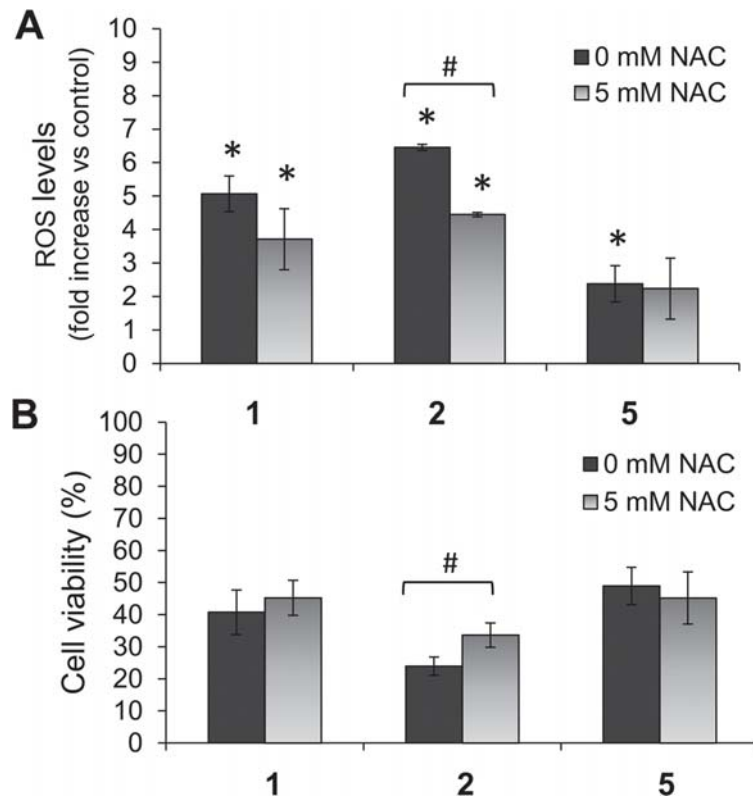 A
ROS levels
(fold increase vs control)
10
9
8
7
6
5
4
3
2
1
0
0 mM NAC
5 mM NAC
#
* * * * *
1 2 5
B
Cell viability (%)
100
90
80
70
60
50
40
30
20
10
0
0 mM NAC
5 mM NAC
#
1 2 5